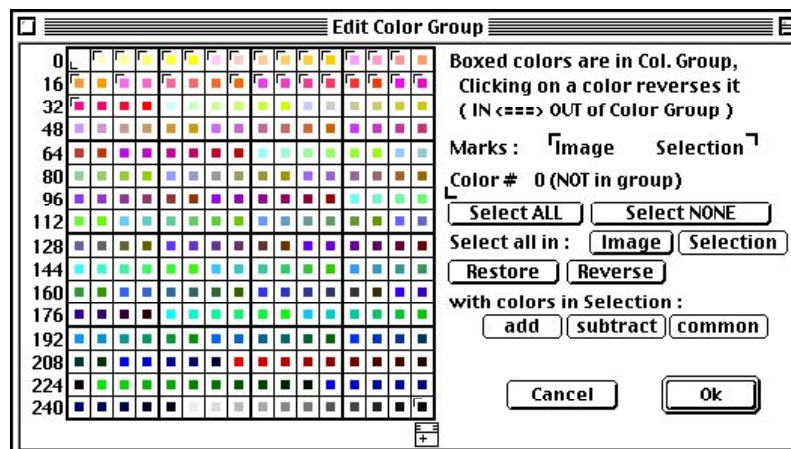 Edit Color Group
0
16
32
48
64
80
96
112
128
144
160
176
192
208
224
240
Boxed colors are in Col. Group,
Clicking on a color reverses it
( IN <===> OUT of Color Group )
Marks : Image Selection
Color # 0 (NOT in group)
Select ALL Select NONE
Select all in : Image Selection
Restore Reverse
with colors in Selection :
add subtract common
Cancel Ok